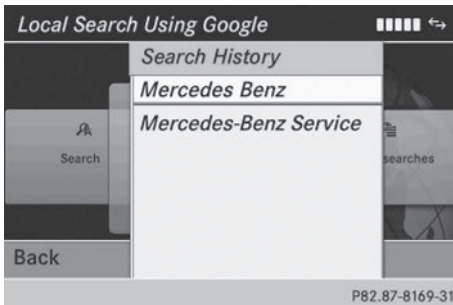 Local Search Using Google
Search History
Mercedes Benz
Mercedes-Benz Service
Search
searches
Back
P82.87-8169-31